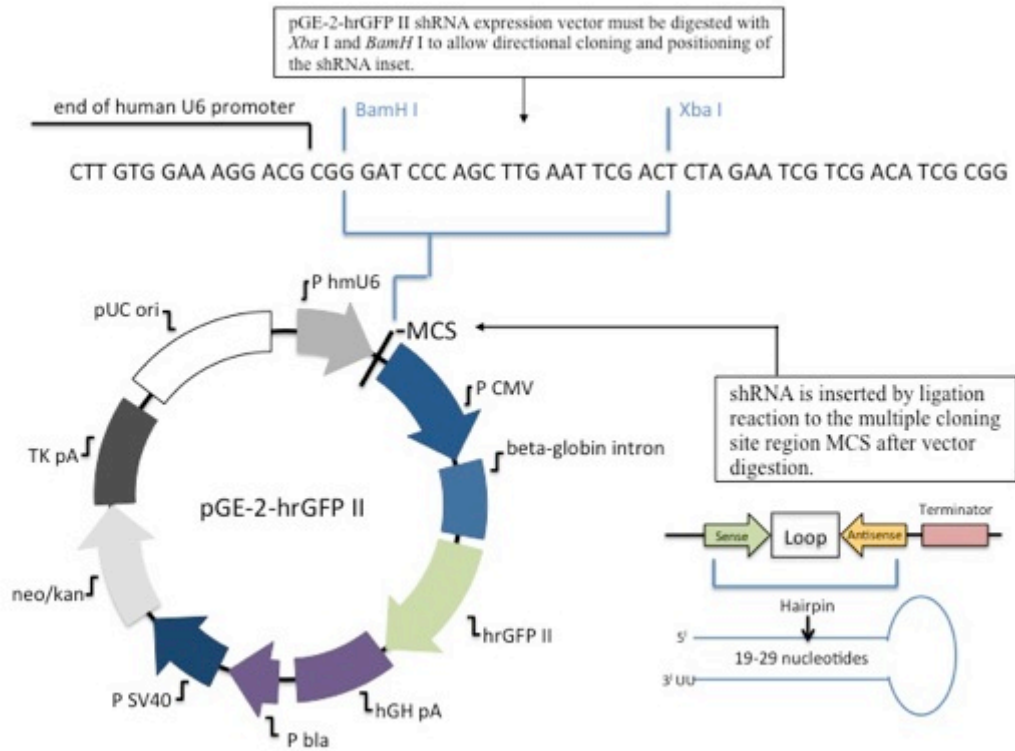 pGE-2-hrGFP II shRNA expression vector must be digested with
Xba I and BamH I to allow directional cloning and positioning of
the shRNA inset.
end of human U6 promoter
BamH I
Xba I
CTT GTG GAA AGG ACG CGG GAT CCC AGC TTG AAT TCG ACT CTA GAA TCG TCG ACA TCG CGG
P hmU6
pUC ori
-MCS
P CMV
shRNA is inserted by ligation
reaction to the multiple cloning
site region MCS after vector
digestion.
TK pA
beta-globin intron
pGE-2-hrGFP II
Terminator
Sense
Loop
Antisense
neo/kan
Hairpin
hrGFP II
5'
19-29 nucleotides
3' UU
P SV40
hGH pA
P bla